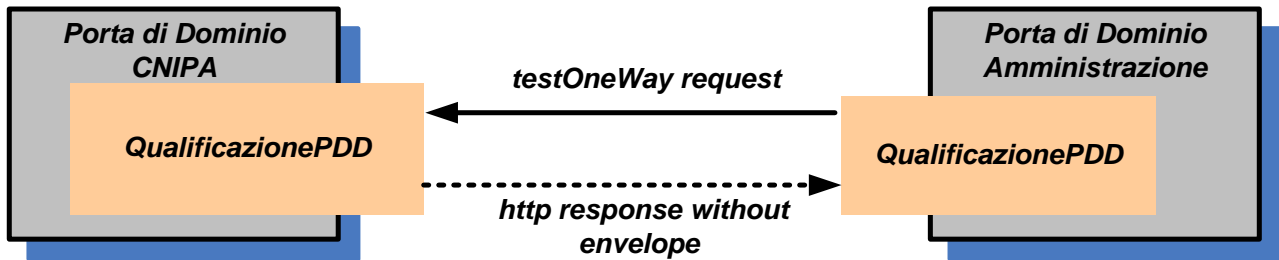 Porta di Dominio
CNIPA
QualificazionePDD
testOneWay request
http response without
envelope
Porta di Dominio
Amministrazione
QualificazionePDD